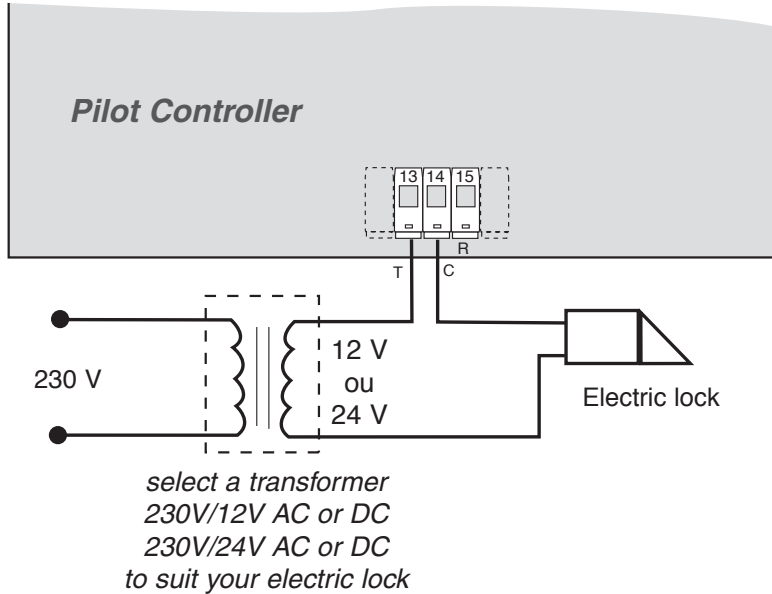 Pilot Controller
13 14 15
R
T C
12 V
ou
24 V
230 V
Electric lock
select a transformer
230V/12V AC or DC
230V/24V AC or DC
to suit your electric lock